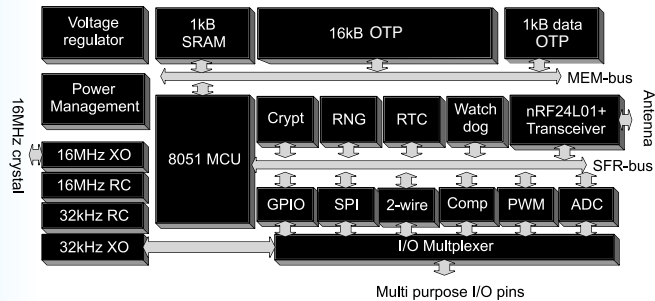 Voltage
regulator
1kB
SRAM
16kB OTP
1kB data
OTP
MEM-bus
Power
Management
8051 MCU
Crypt
RNG
RTC
Watch
dog
nRF24L01+
Transceiver
Antenna
16MHz crystal
16MHz XO
16MHz RC
32kHz RC
32kHz XO
SFR-bus
GPIO
SPI
2-wire
Comp
PWM
ADC
I/O Multplexer
Multi purpose I/O pins